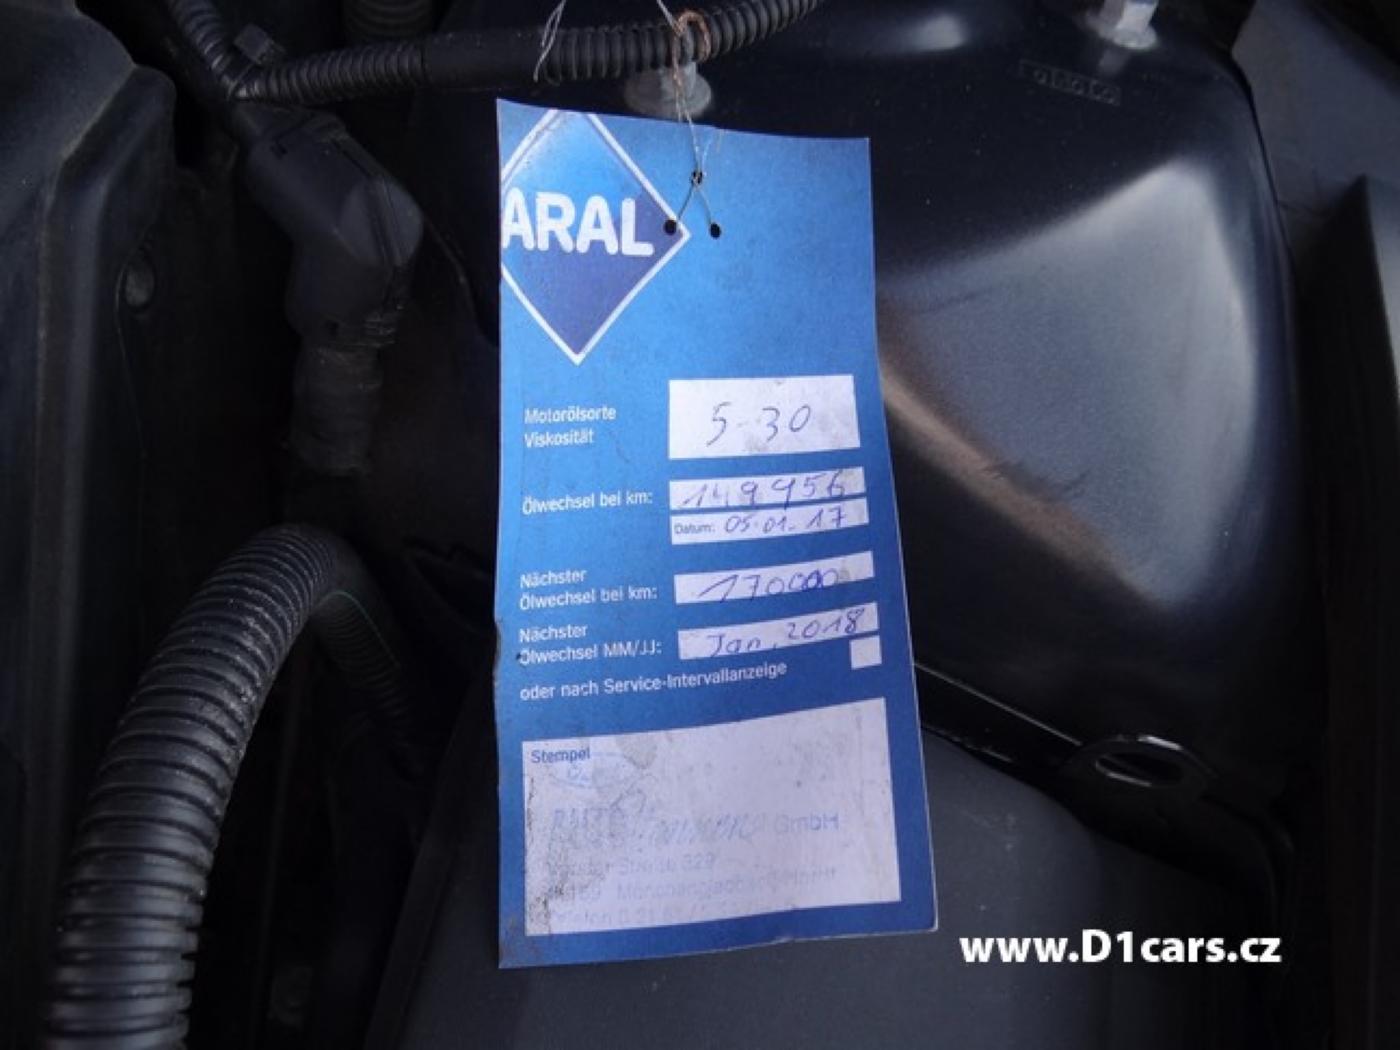 ARAL
Motorölsorte
Viskosität
5-30
Ölwechsel bei km:
149956
Datum: 05.01.17
Nächster
Ölwechsel bei km:
170000
Nächster
Ölwechsel MM/JJ:
Jan. 2018
oder nach Service-Intervallanzeige
Stempel
GmbH
329
www.D1cars.cz